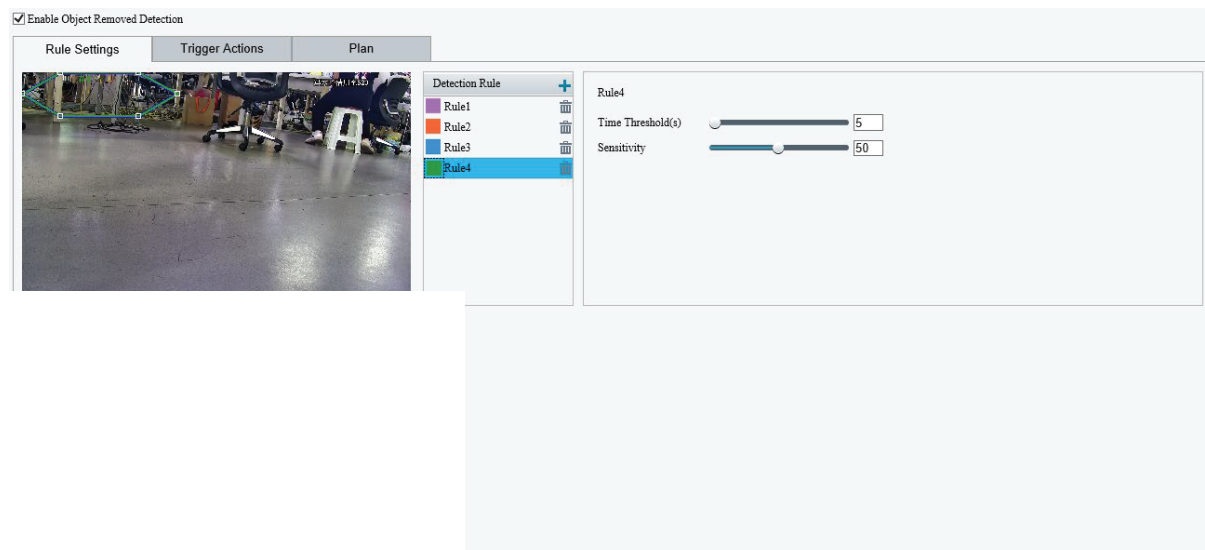 Enable Object Removed Detection
Rule Settings Trigger Actions Plan
Detection Rule
Rule1
Rule2
Rule3
Rule4
Rule4
Time Threshold(s) 5
Sensitivity 50